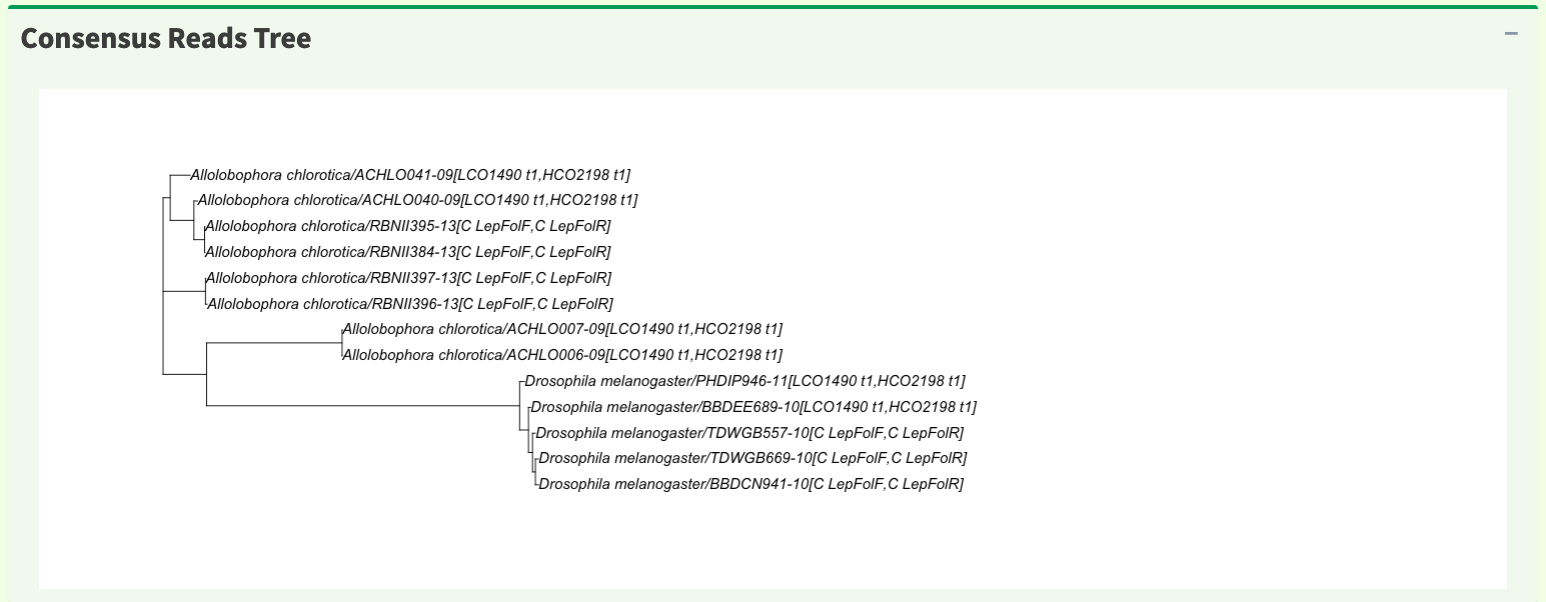 Consensus Reads Tree
Allolobophora chlorotica/ACHLO041-09[LCO1490 t1,HCO2198 t1]
Allolobophora chlorotica/ACHLO040-09[LCO1490 t1,HCO2198 t1]
Allolobophora chlorotica/RBNII395-13[C LepFolF,C LepFolR]
Allolobophora chlorotica/RBNII384-13[C LepFolF,C LepFolR]
Allolobophora chlorotica/RBNII397-13[C LepFolF,C LepFolR]
Allolobophora chlorotica/RBNII396-13[C LepFolF,C LepFolR]
Allolobophora chlorotica/ACHLO007-09[LCO1490 t1,HCO2198 t1]
Allolobophora chlorotica/ACHLO006-09[LCO1490 t1,HCO2198 t1]
Drosophila melanogaster/PHDIP946-11[LCO1490 t1,HCO2198 t1]
Drosophila melanogaster/BBDEE689-10[LCO1490 t1,HCO2198 t1]
Drosophila melanogaster/TDWGB557-10[C LepFolF,C LepFolR]
Drosophila melanogaster/TDWGB669-10[C LepFolF,C LepFolR]
Drosophila melanogaster/BBDCN941-10[C LepFolF,C LepFolR]